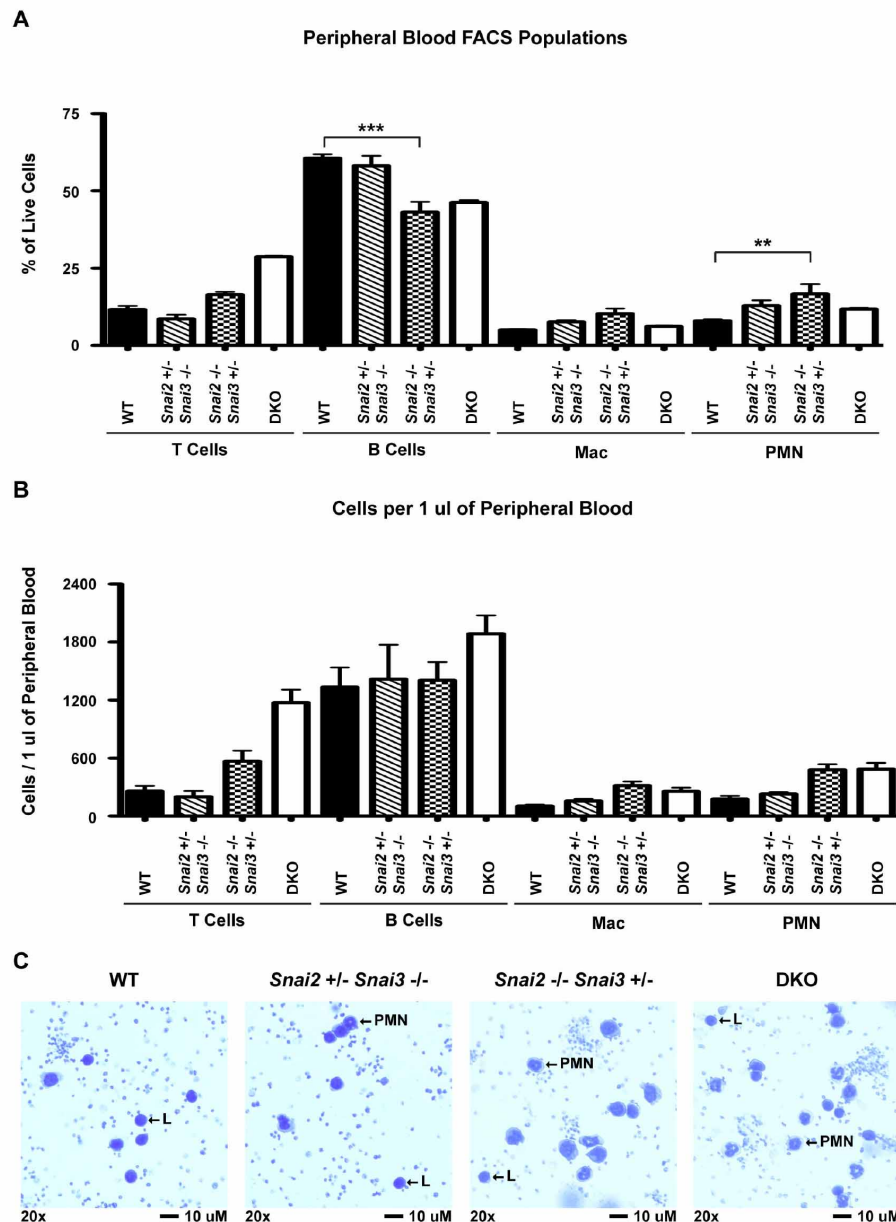 A
Peripheral Blood FACS Populations
% of Live Cells
75
50
25
0
***
**
WT
Snai2 +/-
Snai3 -/-
Snai2 -/-
Snai3 +/-
DKO
WT
Snai2 +/-
Snai3 -/-
Snai2 -/-
Snai3 +/-
DKO
WT
Snai2 +/-
Snai3 -/-
Snai2 -/-
Snai3 +/-
DKO
WT
Snai2 +/-
Snai3 -/-
Snai2 -/-
Snai3 +/-
DKO
T Cells
B Cells
Mac
PMN
B
Cells per 1 ul of Peripheral Blood
Cells / 1 ul of Peripheral Blood
2400
1800
1200
600
0
WT
Snai2 +/-
Snai3 -/-
Snai2 -/-
Snai3 +/-
DKO
WT
Snai2 +/-
Snai3 -/-
Snai2 -/-
Snai3 +/-
DKO
WT
Snai2 +/-
Snai3 -/-
Snai2 -/-
Snai3 +/-
DKO
WT
Snai2 +/-
Snai3 -/-
Snai2 -/-
Snai3 +/-
DKO
T Cells
B Cells
Mac
PMN
C
WT
Snai2 +/- Snai3 -/-
Snai2 -/- Snai3 +/-
DKO
←L
←PMN
←L
←PMN
←L
←L
←PMN
20x
10 uM
20x
10 uM
20x
10 uM
20x
10 uM